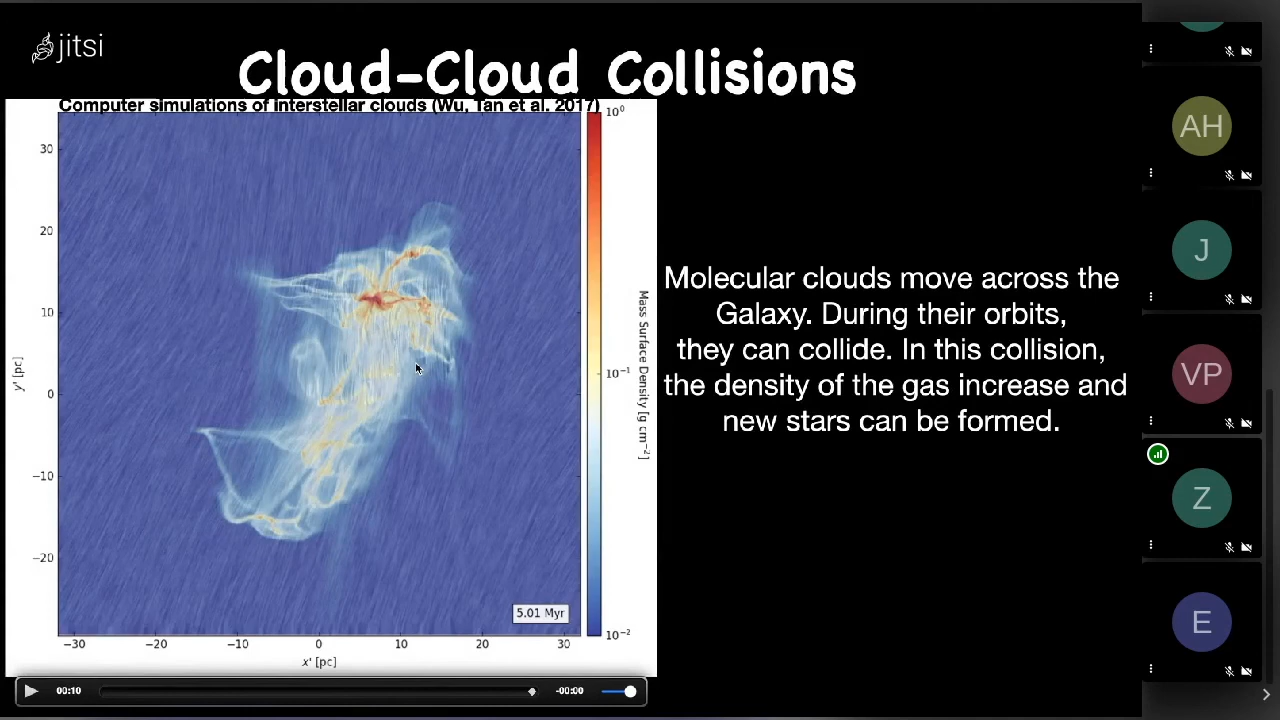 jitsi
Cloud-Cloud Collisions
Computer simulations of interstellar clouds (Wu, Tan et al. 2017)
30
20
10
0
−10
−20
y' [pc]
−30
−20
−10
0
10
20
30
x' [pc]
5.01 Myr
10⁰
10⁻¹
10⁻²
Mass Surface Density [g cm⁻²]
Molecular clouds move across the
Galaxy. During their orbits,
they can collide. In this collision,
the density of the gas increase and
new stars can be formed.
00:10
-00:00
AH
J
VP
Z
E